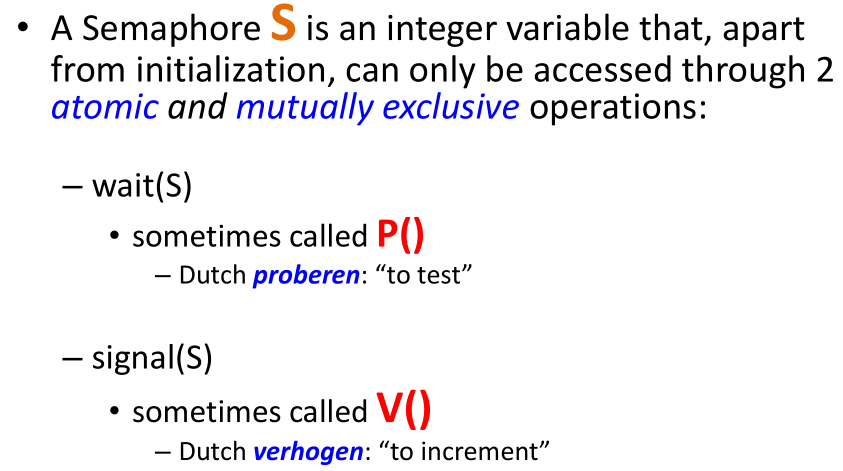 • A Semaphore S is an integer variable that, apart
from initialization, can only be accessed through 2
atomic and mutually exclusive operations:
– wait(S)
• sometimes called P()
– Dutch proberen: “to test”
– signal(S)
• sometimes called V()
– Dutch verhogen: “to increment”